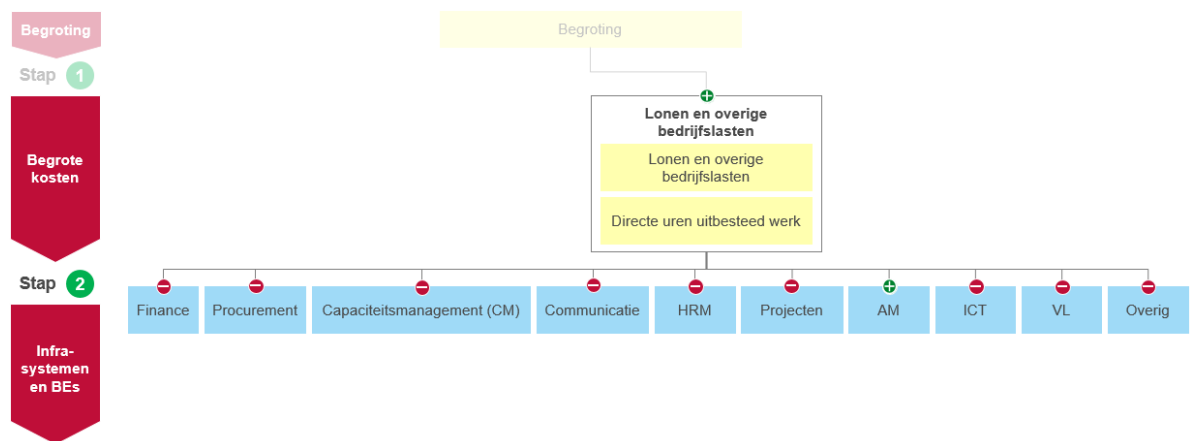 Begroting
Begroting
Stap 1
Lonen en overige
bedrijfslasten
Lonen en overige
bedrijfslasten
Directe uren uitbesteed werk
Begrote
kosten
Stap 2
Finance
Procurement
Capaciteitsmanagement (CM)
Communicatie
HRM
Projecten
AM
ICT
VL
Overig
Infra-
systemen
en BEs